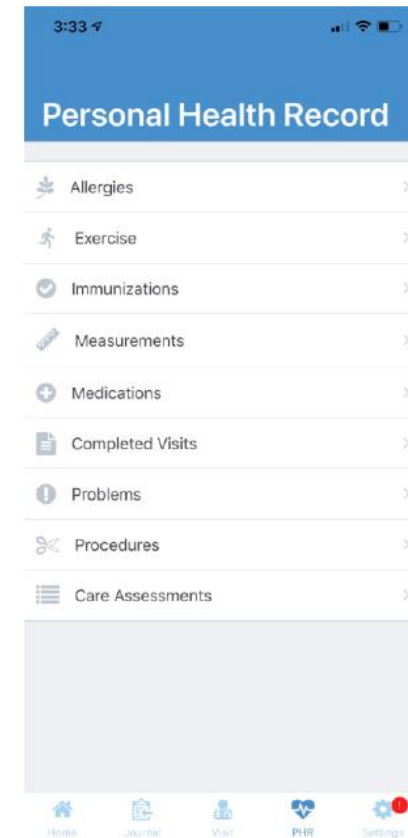 3:33
Personal Health Record
Allergies
Exercise
Immunizations
Measurements
Medications
Completed Visits
Problems
Procedures
Care Assessments
Home Journal Visit PHR Settings